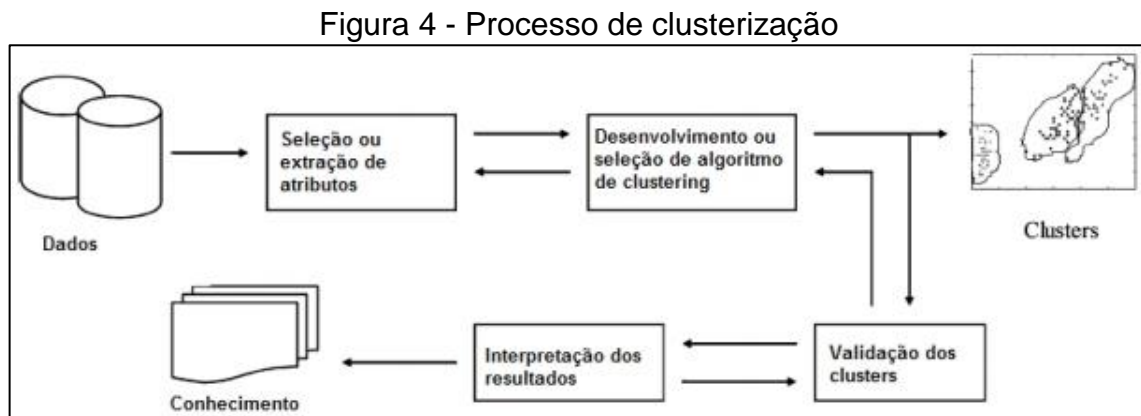 Figura 4 - Processo de clusterização
Dados
Seleção ou
extração de
atributos
Desenvolvimento ou
seleção de algoritmo
de clustering
Clusters
Conhecimento
Interpretação dos
resultados
Validação dos
clusters